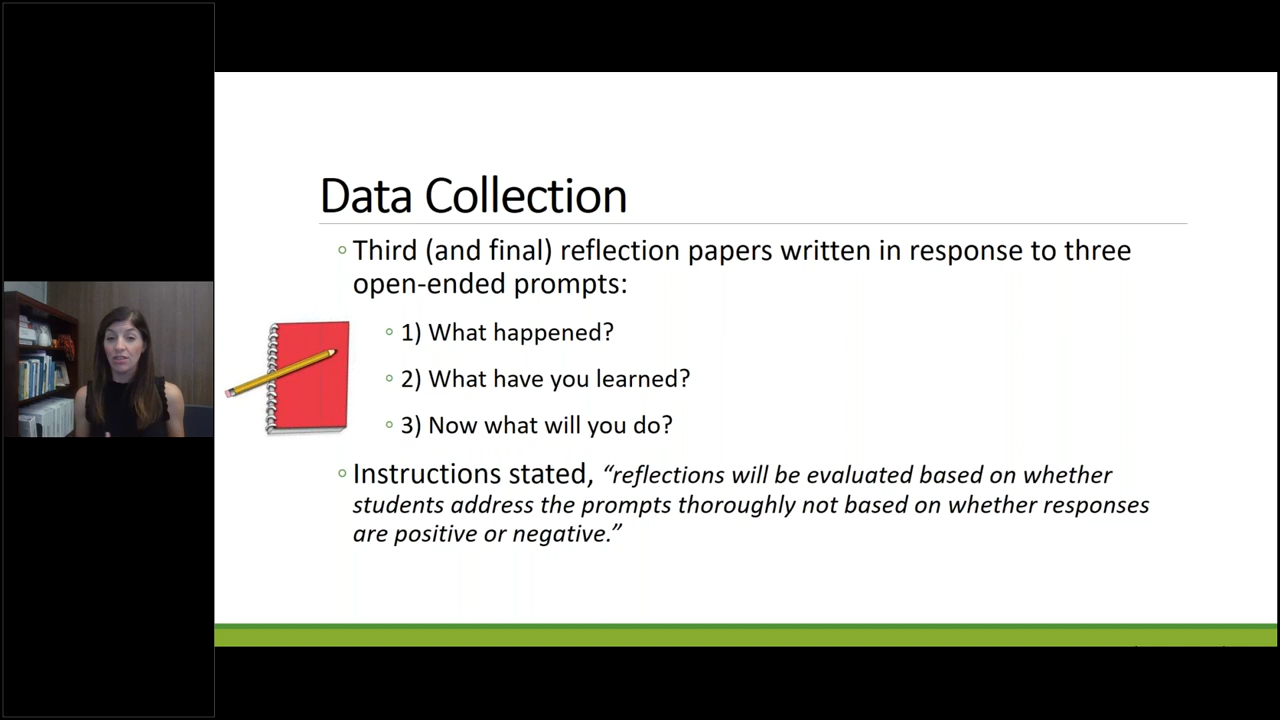 Data Collection
Third (and final) reflection papers written in response to three
open-ended prompts:
1) What happened?
2) What have you learned?
3) Now what will you do?
Instructions stated, “reflections will be evaluated based on whether
students address the prompts thoroughly not based on whether responses
are positive or negative.”